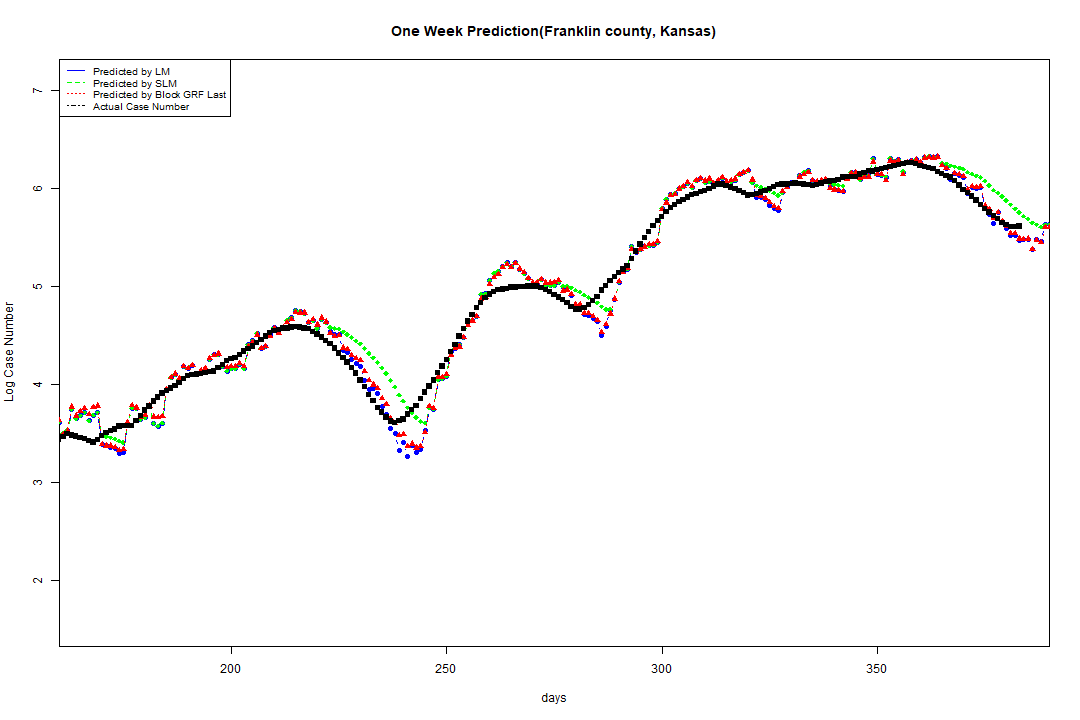 One Week Prediction(Franklin county, Kansas)
Predicted by LM
Predicted by SLM
Predicted by Block GRF Last
Actual Case Number
7
6
5
4
3
2
Log Case Number
200
250
300
350
days